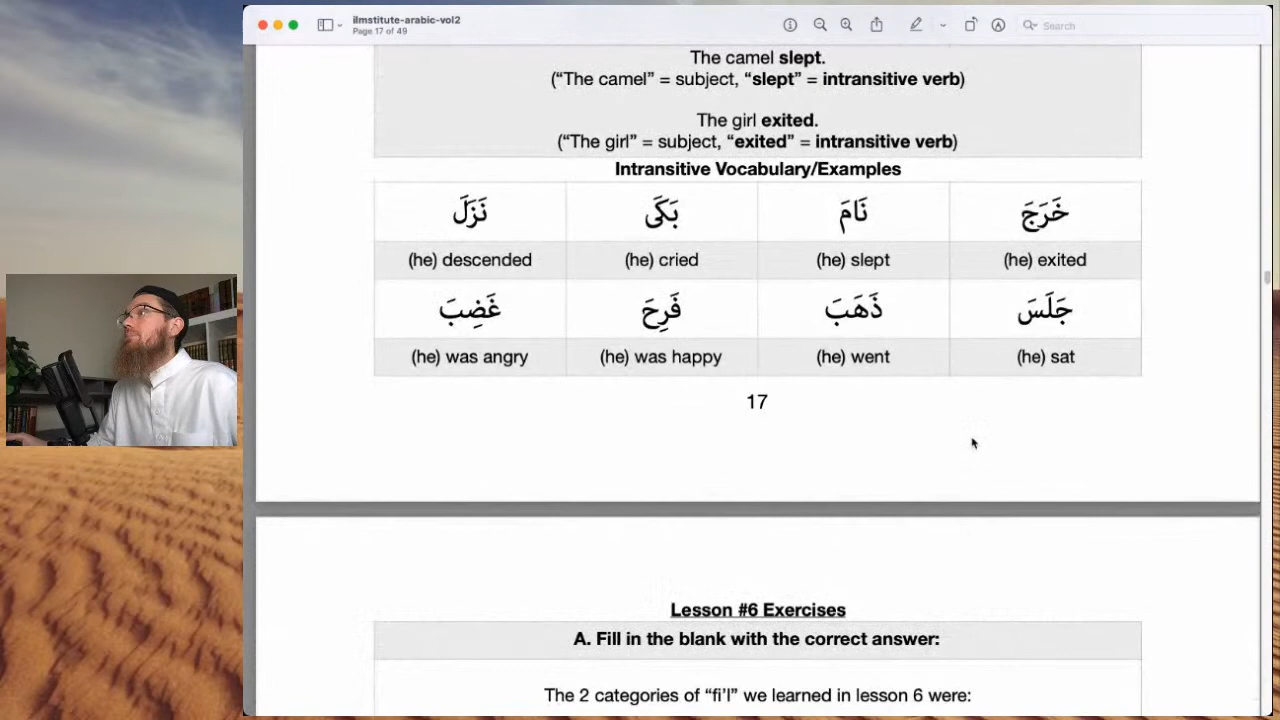 ilmstitute-arabic-vol2
Page 17 of 49
Search
The camel slept.
(“The camel” = subject, “slept” = intransitive verb)
The girl exited.
(“The girl” = subject, “exited” = intransitive verb)
Intransitive Vocabulary/Examples
خَرَجَ نَامَ بَكَى نَزَلَ
(he) descended (he) cried (he) slept (he) exited
جَلَسَ ذَهَبَ فَرِحَ غَضِبَ
(he) was angry (he) was happy (he) went (he) sat
17
Lesson #6 Exercises
A. Fill in the blank with the correct answer:
The 2 categories of “fi’l” we learned in lesson 6 were: